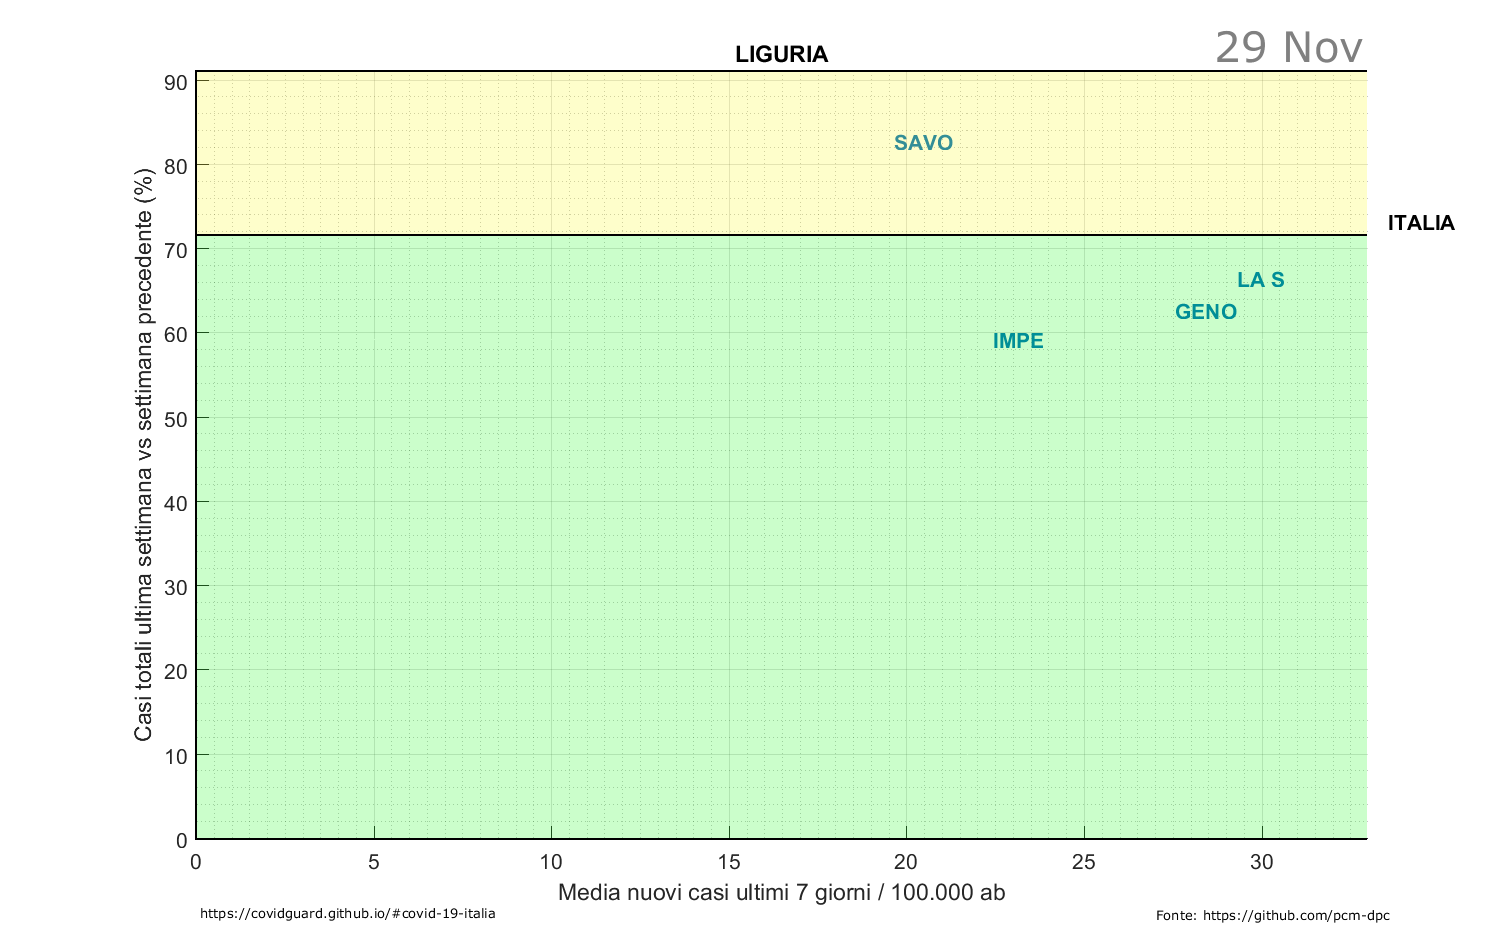 29 Nov
LIGURIA
90
80
70
60
50
40
30
20
10
0
Casi totali ultima settimana vs settimana precedente (%)
SAVO
ITALIA
LA S
GENO
IMPE
0 5 10 15 20 25 30
Media nuovi casi ultimi 7 giorni / 100.000 ab
https://covidguard.github.io/#covid-19-italia
Fonte: https://github.com/pcm-dpc